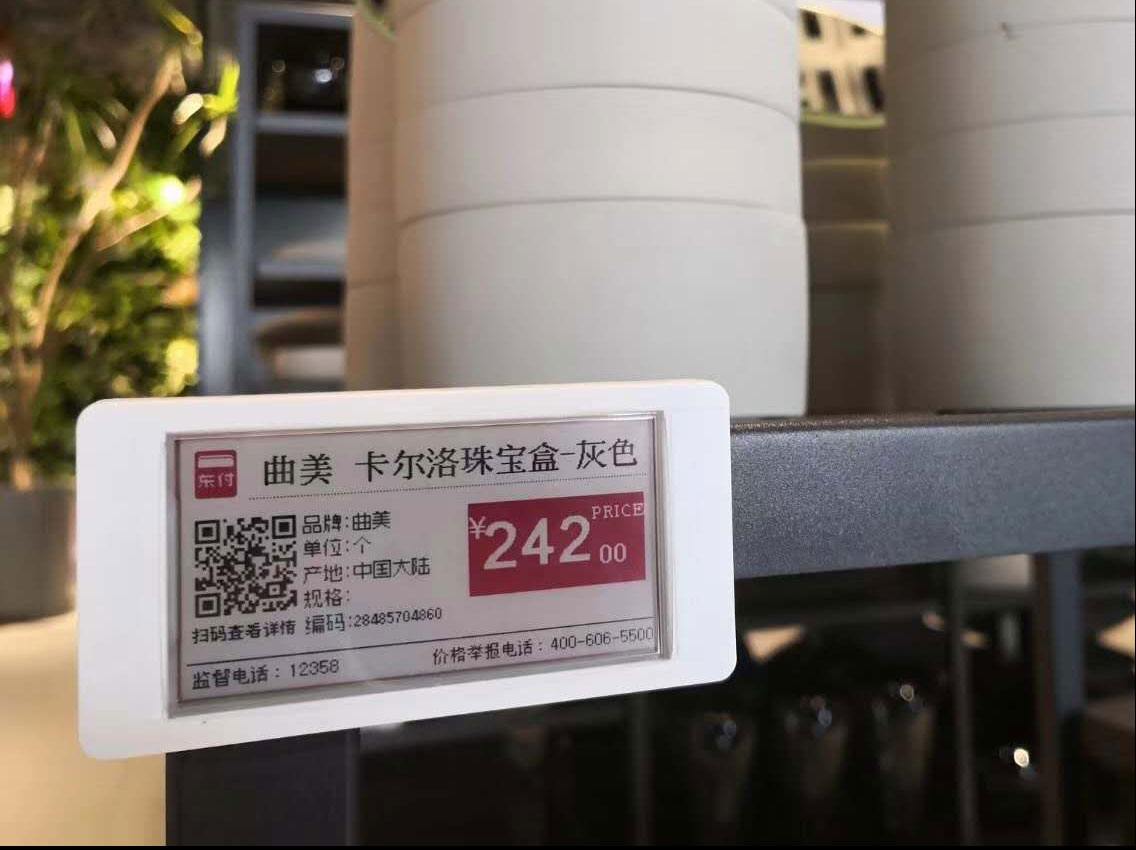 东付
曲美 卡尔洛珠宝盒-灰色
品牌:曲美
单位:个
产地:中国大陆
规格:
扫码查看详情 编码:28485704860
¥242 00
PRICE
监督电话:12358
价格举报电话:400-606-5500